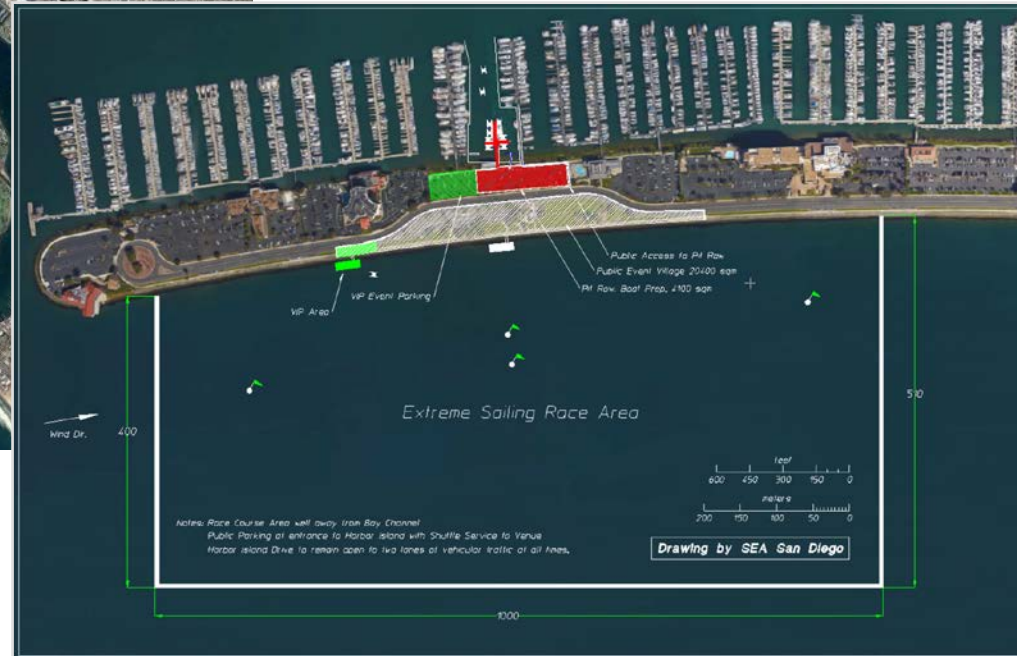 Public Access to Pit Row
Public Event Village 20400 sqm
Pit Row, Boat Prep, 4100 sqm
VIP Event Parking
VIP Area
Extreme Sailing Race Area
Wind Dir.
400
500
feet
600 450 300 150 0
meters
200 150 100 50 0
Notes: Race Course Area well away from Bay Channel
Public Parking at entrance to Harbor Island with Shuttle Service to Venue
Harbor Island Drive to remain open to two lanes of vehicular traffic at all times.
Drawing by SEA San Diego
1000